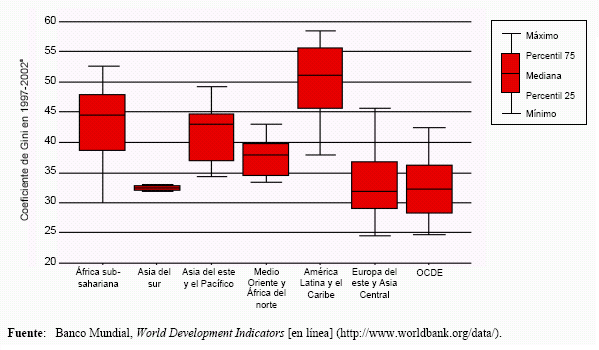 Coeficiente de Gini en 1997-2002ª
60
55
50
45
40
35
30
25
20
África sub-
sahariana
Asia del
sur
Asia del este
y el Pacífico
Medio
Oriente y
África del
norte
América
Latina y el
Caribe
Europa del
este y Asia
Central
OCDE
Máximo
Percentil 75
Mediana
Percentil 25
Mínimo
Fuente: Banco Mundial, World Development Indicators [en línea] (http://www.worldbank.org/data/).